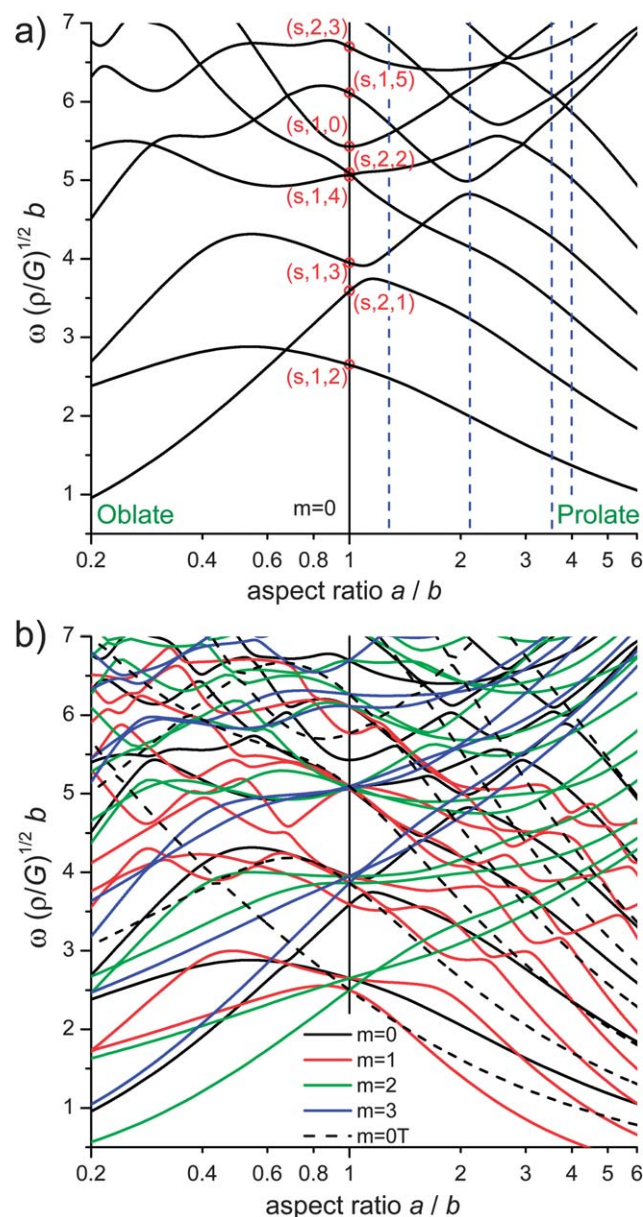 a)
7
6
5
4
3
2
1
ω (ρ/G)^1/2 b
(s,2,3)
(s,1,5)
(s,1,0)
(s,2,2)
(s,1,4)
(s,1,3)
(s,2,1)
(s,1,2)
Oblate m=0 Prolate
0.2 0.4 0.6 0.8 1 2 3 4 5 6
aspect ratio a / b
b)
7
6
5
4
3
2
1
ω (ρ/G)^1/2 b
m=0
m=1
m=2
m=3
m=0T
0.2 0.4 0.6 0.8 1 2 3 4 5 6
aspect ratio a / b